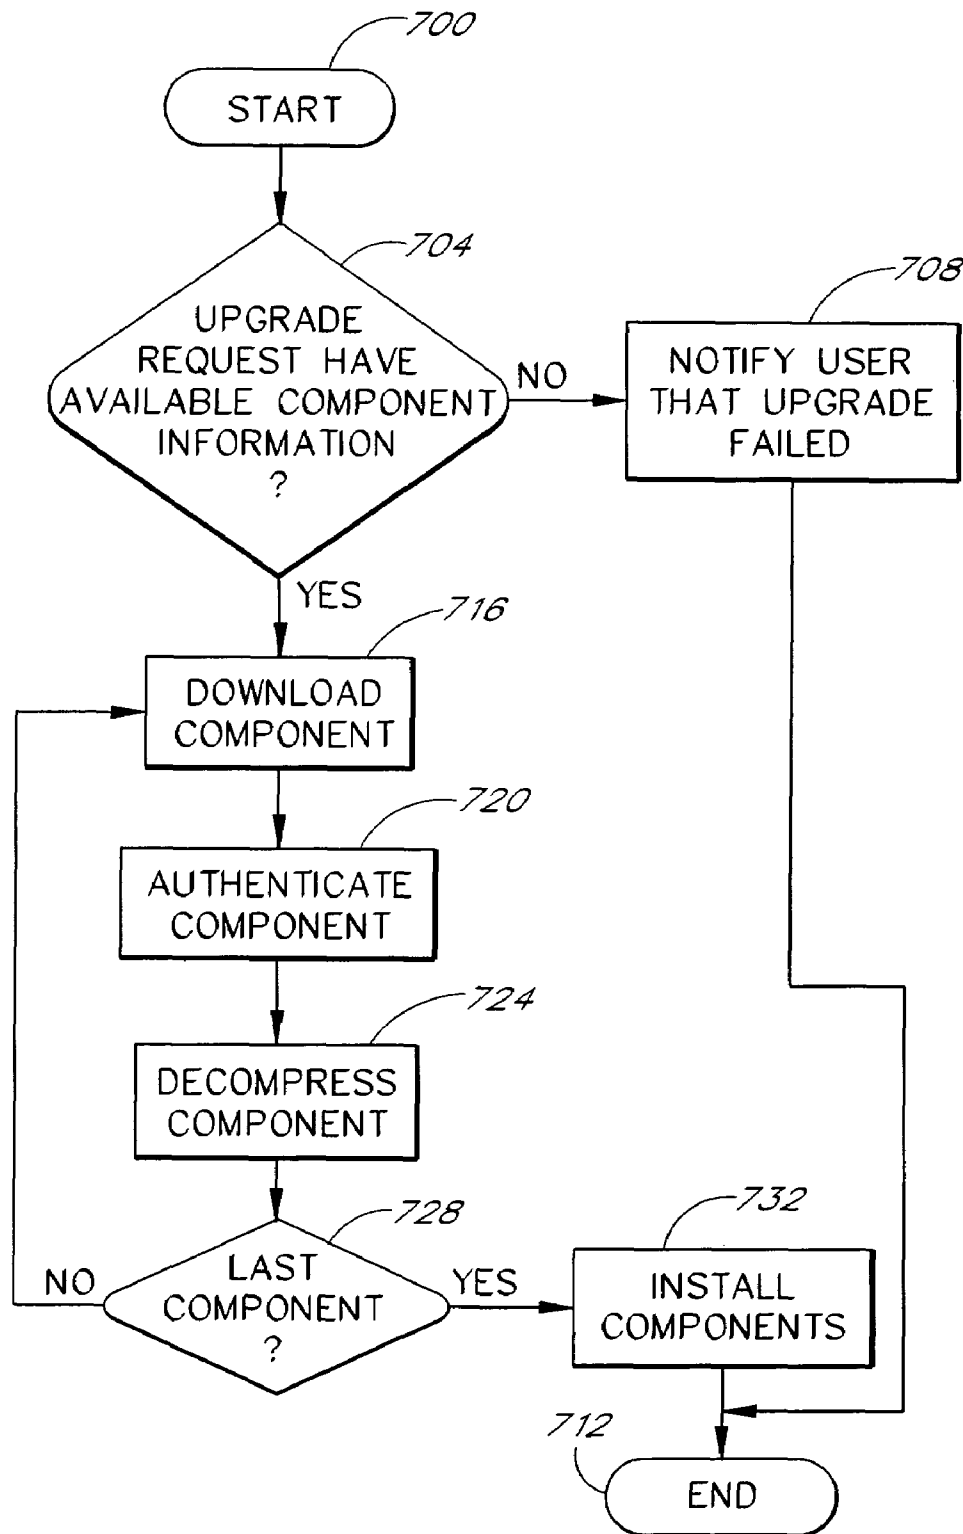 700
START
704
UPGRADE
REQUEST HAVE
AVAILABLE COMPONENT
INFORMATION
?
NO
708
NOTIFY USER
THAT UPGRADE
FAILED
YES
716
DOWNLOAD
COMPONENT
720
AUTHENTICATE
COMPONENT
724
DECOMPRESS
COMPONENT
728
LAST
COMPONENT
?
NO
YES
732
INSTALL
COMPONENTS
712
END